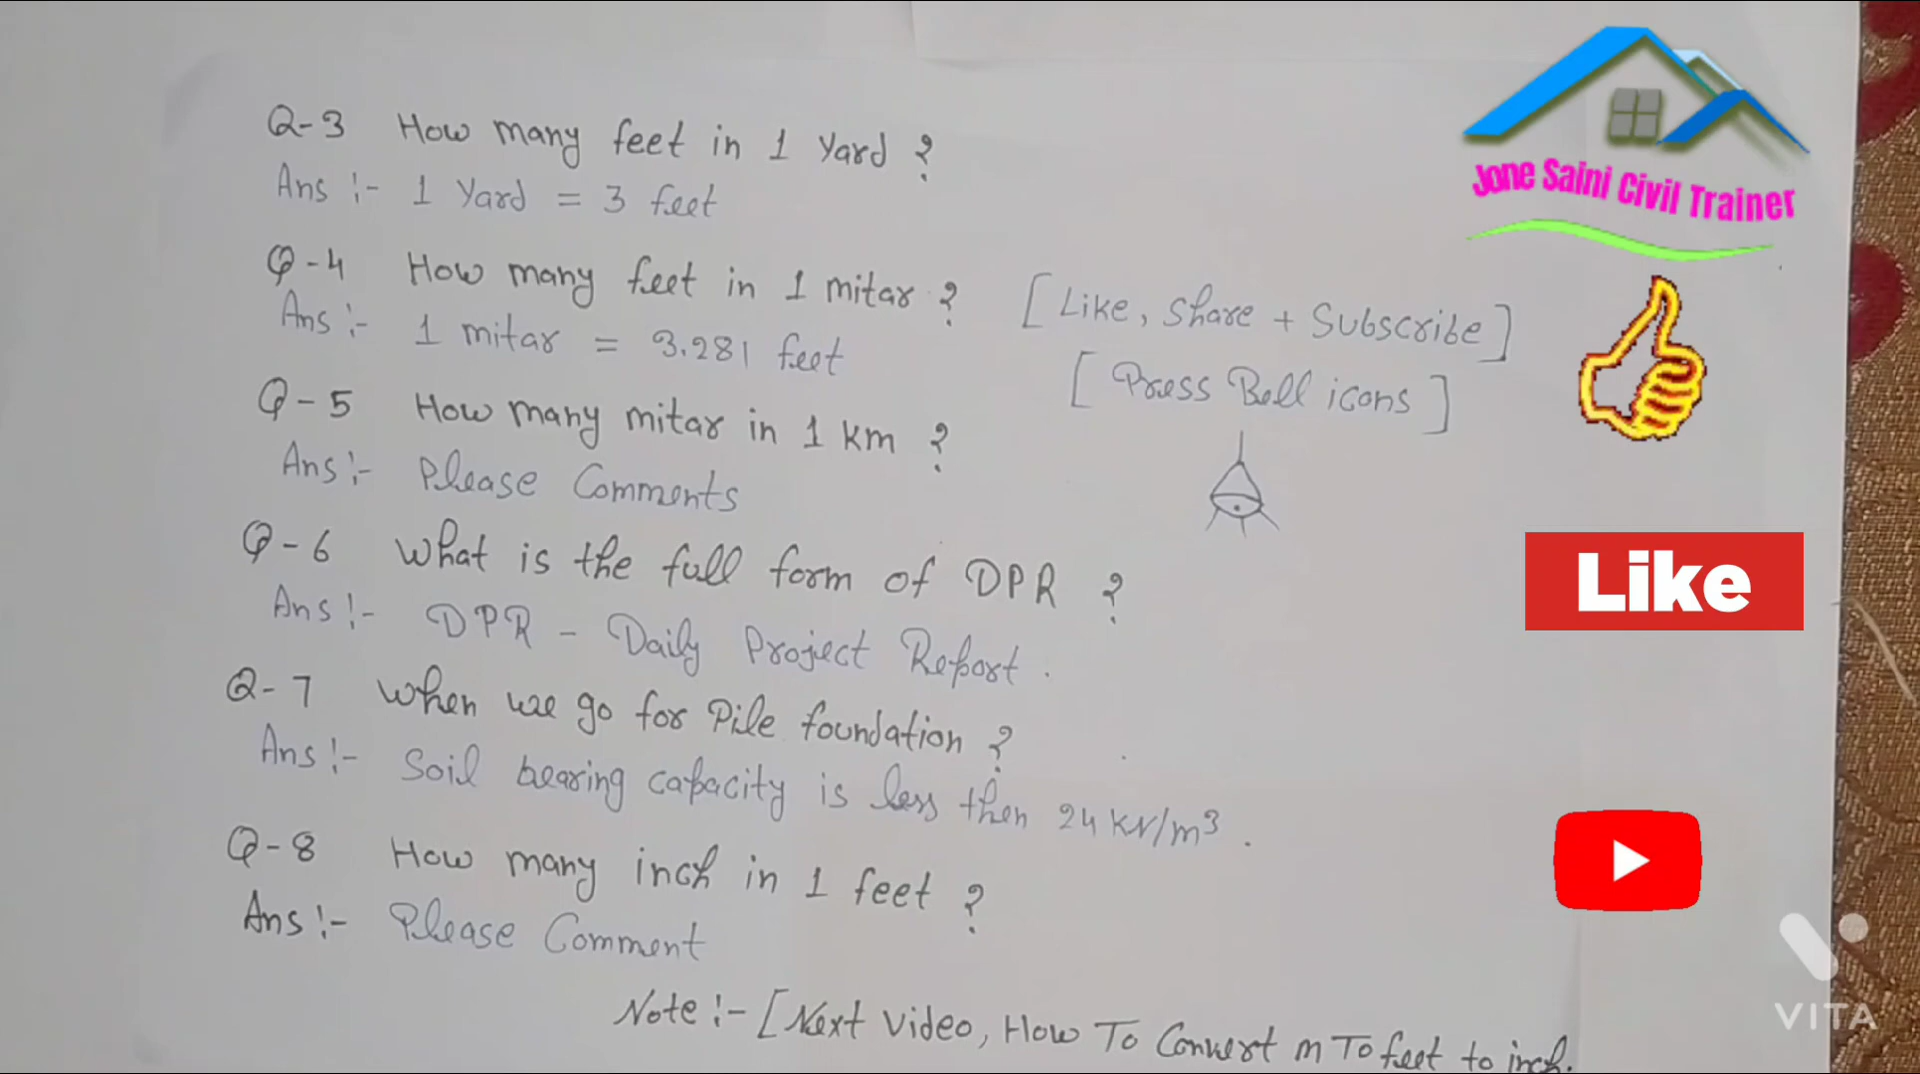 Q-3 How many feet in 1 Yard ?
Ans :- 1 Yard = 3 feet
Q-4 How many feet in 1 mitar ?
Ans :- 1 mitar = 3.281 feet
[Like, Share + Subscribe]
[Press Bell icons]
Q-5 How many mitar in 1 km ?
Ans :- Please Comments
Q-6 What is the full form of DPR ?
Ans :- DPR - Daily Project Report.
Q-7 When we go for Pile foundation ?
Ans :- Soil bearing capacity is less then 24 kN/m³.
Q-8 How many inch in 1 feet ?
Ans :- Please Comment
Note :- [Next Video, How To Convert m To feet to inch.
Jone Saini Civil Trainer
Like
VITA